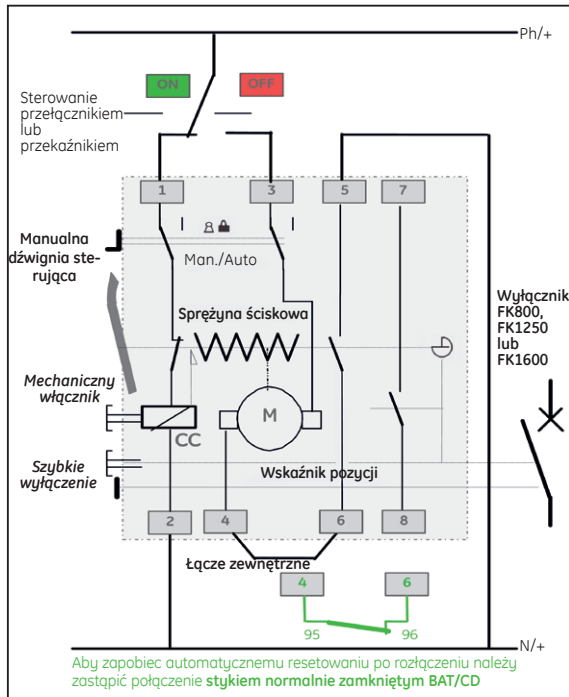 Ph/+
ON
OFF
Sterowanie
przełącznikiem
lub
przekaźnikiem
1
3
5
7
Manualna
dźwignia ste-
rująca
Man./Auto
Sprężyna ściskowa
Wyłącznik
FK800,
FK1250
lub
FK1600
Mechaniczny
włącznik
M
CC
Szybkie
wyłączenie
Wskaźnik pozycji
2
4
6
8
Łącze zewnętrzne
4
6
95
96
N/+
Aby zapobiec automatycznemu resetowaniu po rozłączeniu należy
zastąpić połączenie stykiem normalnie zamkniętym BAT/CD